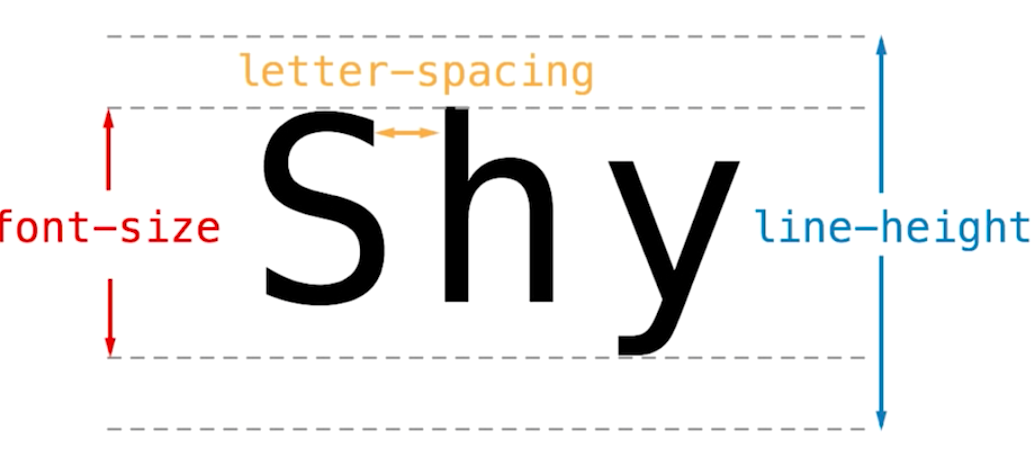 letter-spacing
Shy
font-size
line-height